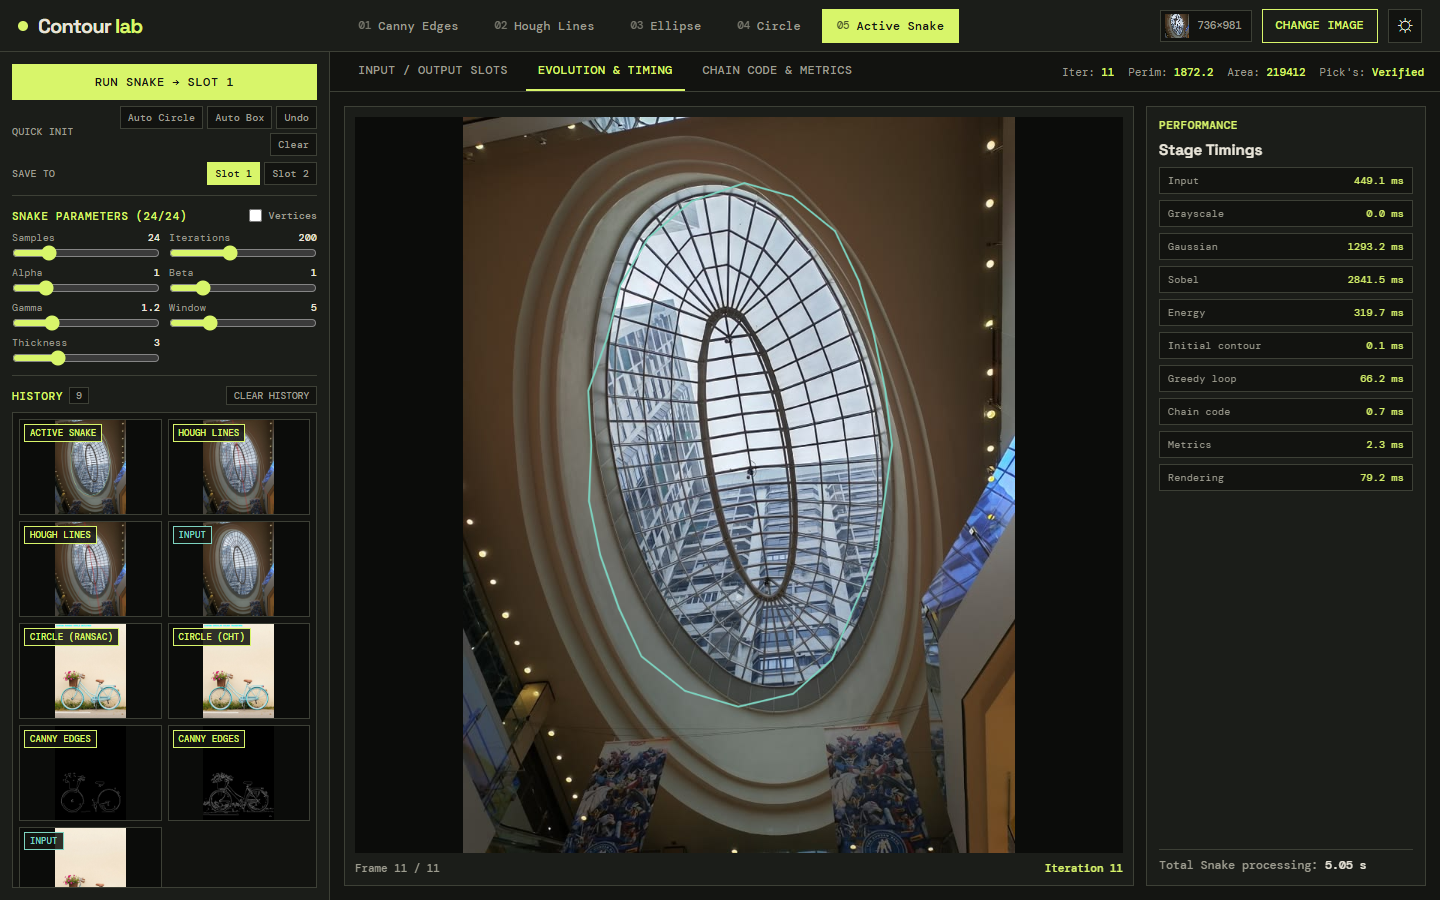 Contour lab
01 Canny Edges
02 Hough Lines
03 Ellipse
04 Circle
05 Active Snake
736×981
CHANGE IMAGE
RUN SNAKE → SLOT 1
QUICK INIT
Auto Circle
Auto Box
Undo
Clear
SAVE TO
Slot 1
Slot 2
SNAKE PARAMETERS (24/24)
Vertices
Samples 24
Iterations 200
Alpha 1
Beta 1
Gamma 1.2
Window 5
Thickness 3
HISTORY 9
CLEAR HISTORY
ACTIVE SNAKE
HOUGH LINES
HOUGH LINES
INPUT
CIRCLE (RANSAC)
CIRCLE (CHT)
CANNY EDGES
CANNY EDGES
INPUT
INPUT / OUTPUT SLOTS
EVOLUTION & TIMING
CHAIN CODE & METRICS
Iter: 11 Perim: 1872.2 Area: 219412 Pick's: Verified
Frame 11 / 11
Iteration 11
PERFORMANCE
Stage Timings
Input 449.1 ms
Grayscale 0.0 ms
Gaussian 1293.2 ms
Sobel 2841.5 ms
Energy 319.7 ms
Initial contour 0.1 ms
Greedy loop 66.2 ms
Chain code 0.7 ms
Metrics 2.3 ms
Rendering 79.2 ms
Total Snake processing: 5.05 s